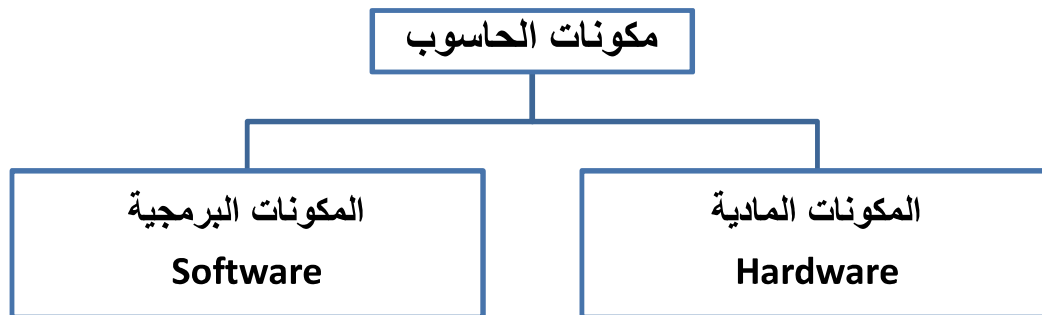 مكونات الحاسوب
المكونات المادية
Hardware
المكونات البرمجية
Software